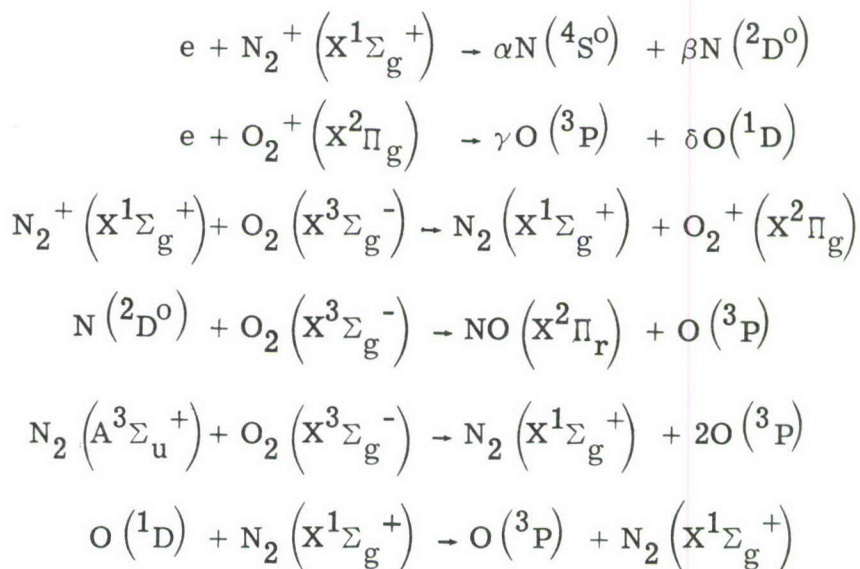 e + N₂⁺ (X¹Σg⁺) → αN (⁴S⁰) + βN (²D⁰)
e + O₂⁺ (X²Πg) → γO (³P) + δO(¹D)
N₂⁺ (X¹Σg⁺) + O₂ (X³Σg⁻) → N₂ (X¹Σg⁺) + O₂⁺ (X²Πg)
N (²D⁰) + O₂ (X³Σg⁻) → NO (X²Πr) + O (³P)
N₂ (A³Σu⁺) + O₂ (X³Σg⁻) → N₂ (X¹Σg⁺) + 2O (³P)
O (¹D) + N₂ (X¹Σg⁺) → O (³P) + N₂ (X¹Σg⁺)